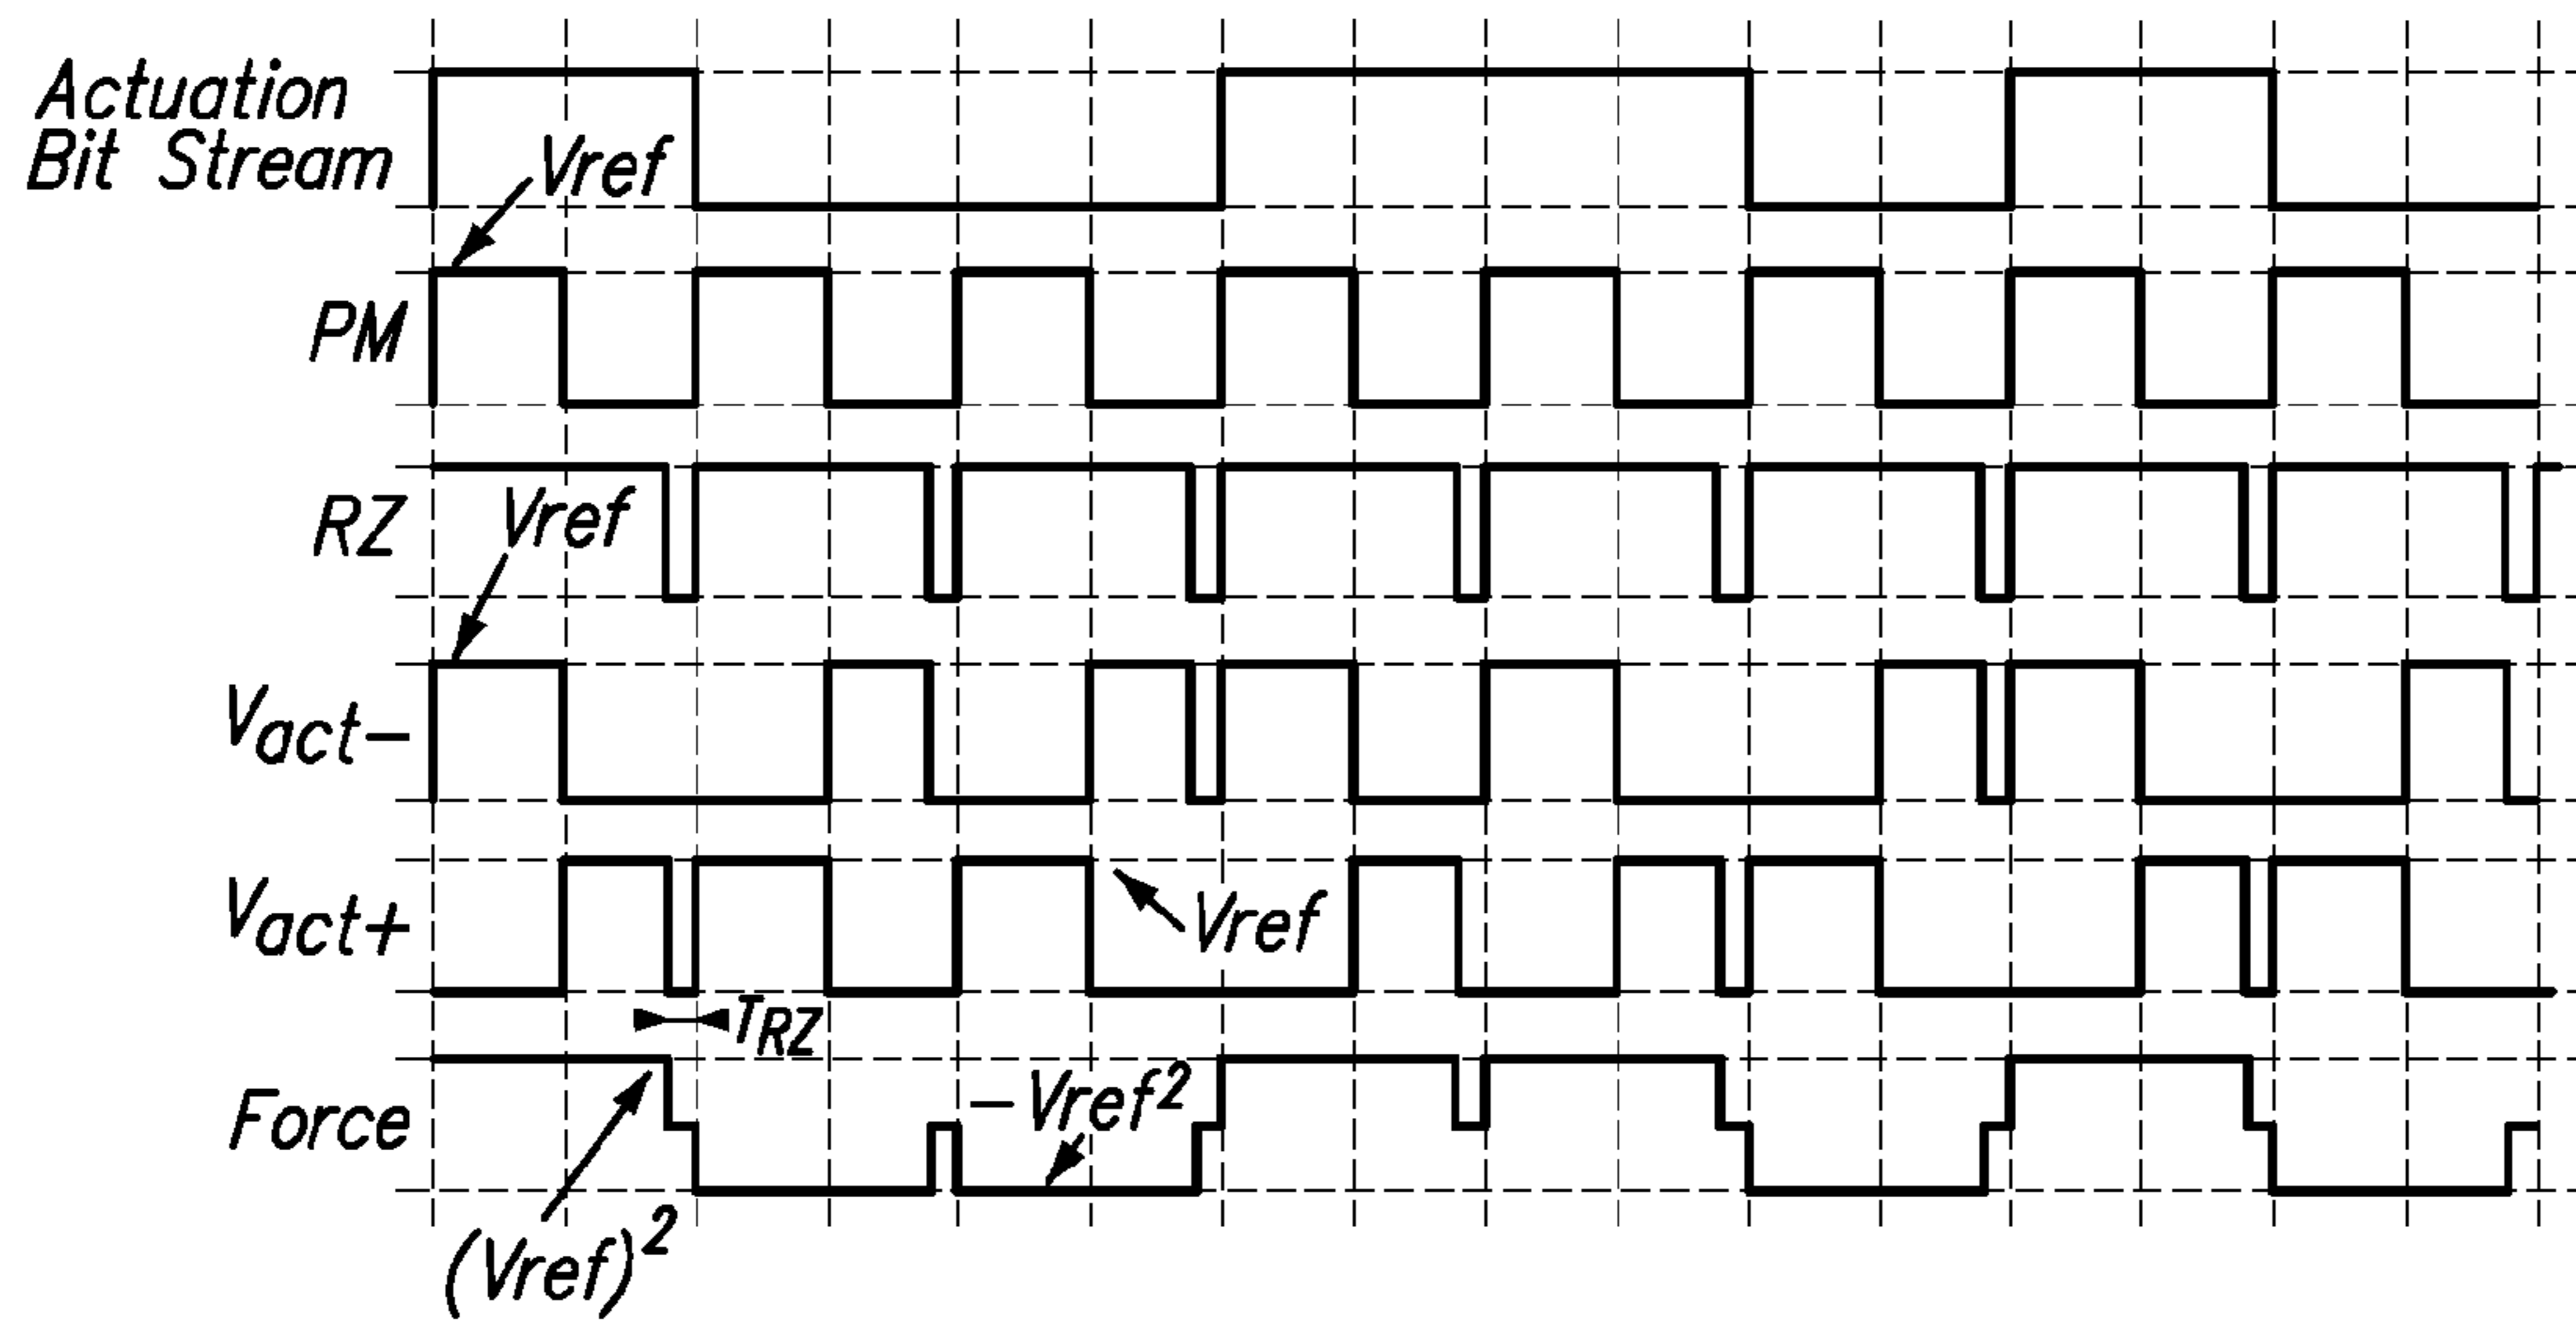 Actuation
Bit Stream
Vref
PM
RZ
Vref
Vact−
Vact+
Vref
TRZ
Force
−Vref²
(Vref)²